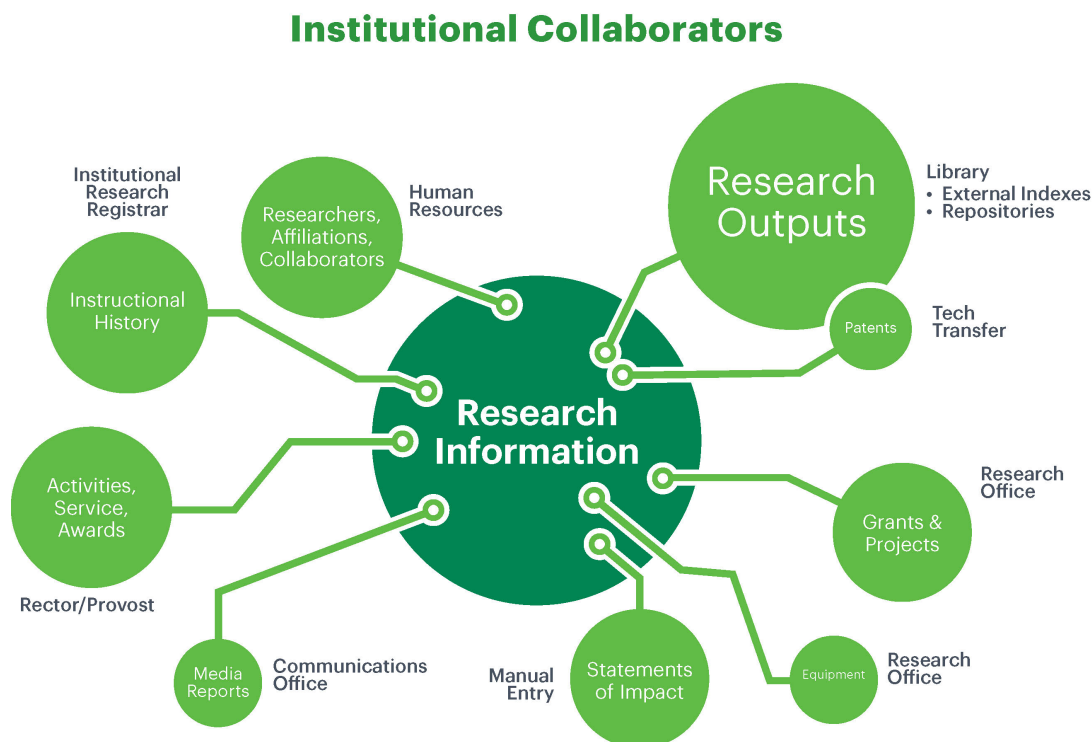 Institutional Collaborators
Institutional
Research
Registrar
Researchers,
Affiliations,
Collaborators
Human
Resources
Research
Outputs
Library
• External Indexes
• Repositories
Instructional
History
Patents
Tech
Transfer
Research
Information
Activities,
Service,
Awards
Rector/Provost
Research
Office
Grants &
Projects
Media
Reports
Communications
Office
Manual
Entry
Statements
of Impact
Equipment
Research
Office